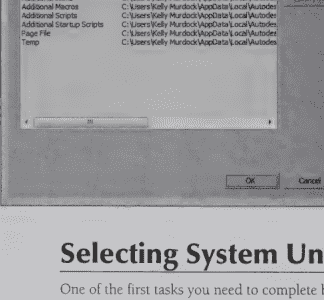 Additional Macros C:\Users\Kelly Murdock\AppData\Local\Autodes
Additional Scripts C:\Users\Kelly Murdock\AppData\Local\Autodes
Additional Startup Scripts C:\Users\Kelly Murdock\AppData\Local\Autodes
Page File C:\Users\Kelly Murdock\AppData\Local\Autodes
Temp C:\Users\Kelly Murdock\AppData\Local\Autodes
OK Cancel
Selecting System Un
One of the first tasks you need to complete b